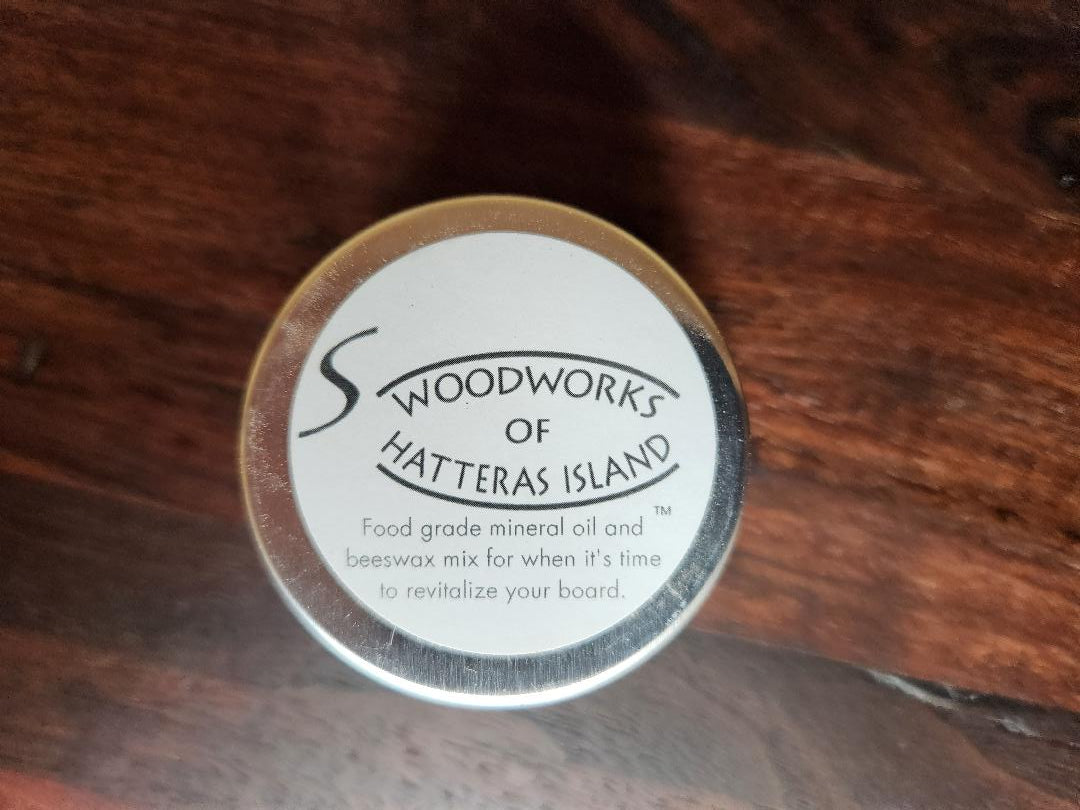 S WOODWORKS
OF
HATTERAS ISLAND
TM
Food grade mineral oil and
beeswax mix for when it's time
to revitalize your board.